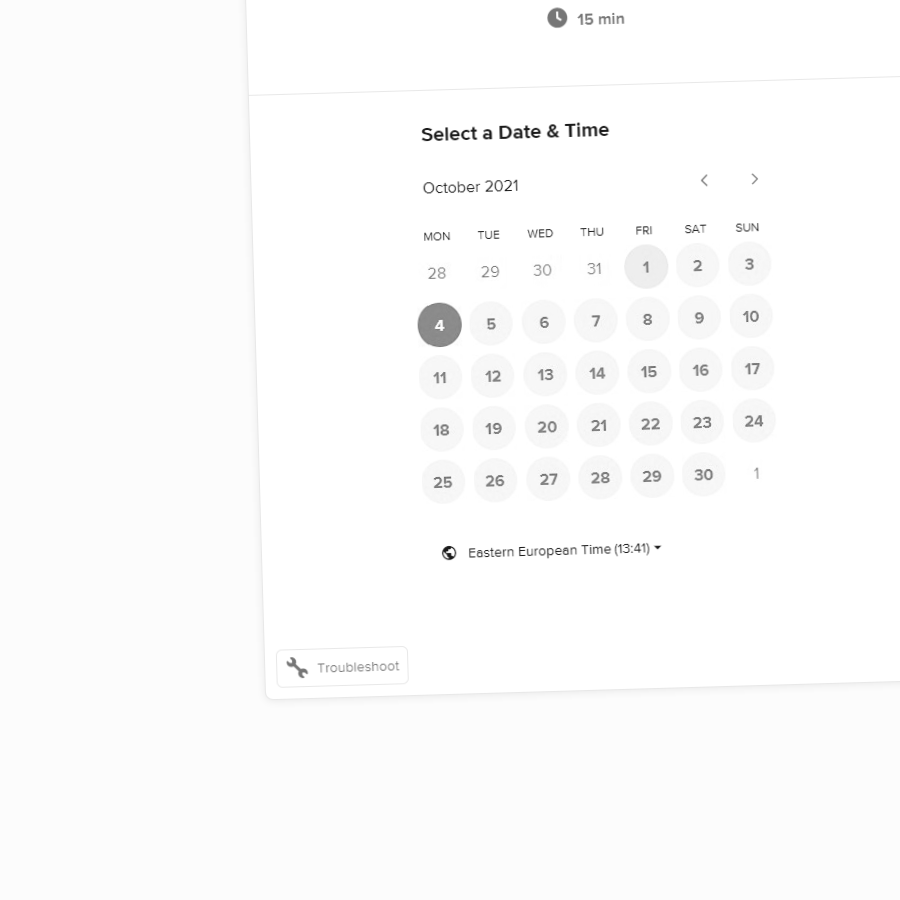 15 min
Select a Date & Time
October 2021
MON TUE WED THU FRI SAT SUN
28 29 30 31 1 2 3
4 5 6 7 8 9 10
11 12 13 14 15 16 17
18 19 20 21 22 23 24
25 26 27 28 29 30 1
Eastern European Time (13:41)
Troubleshoot